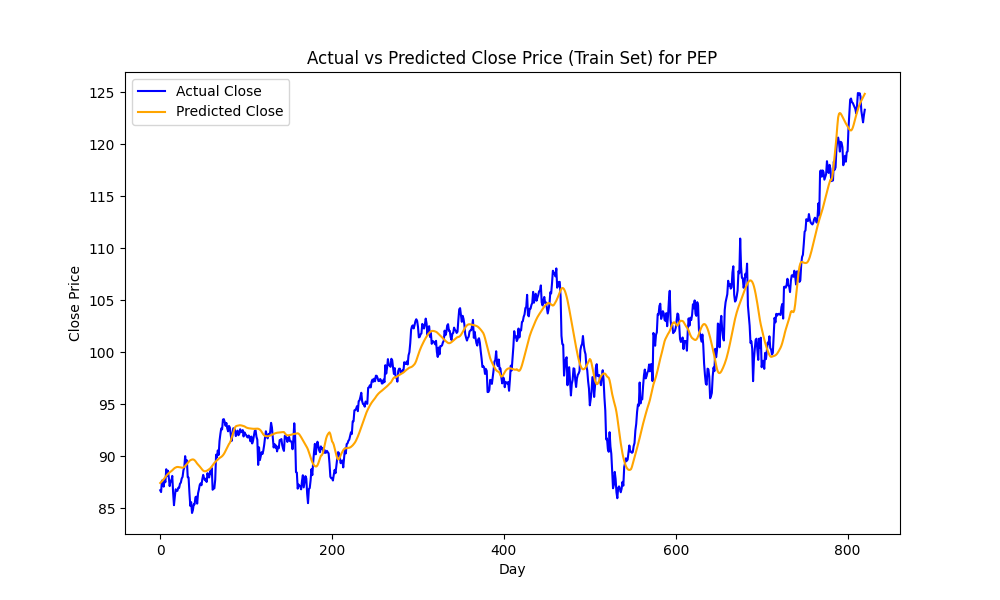 Actual vs Predicted Close Price (Train Set) for PEP
Actual Close
Predicted Close
125
120
115
110
105
100
95
90
85
Close Price
0 200 400 600 800
Day